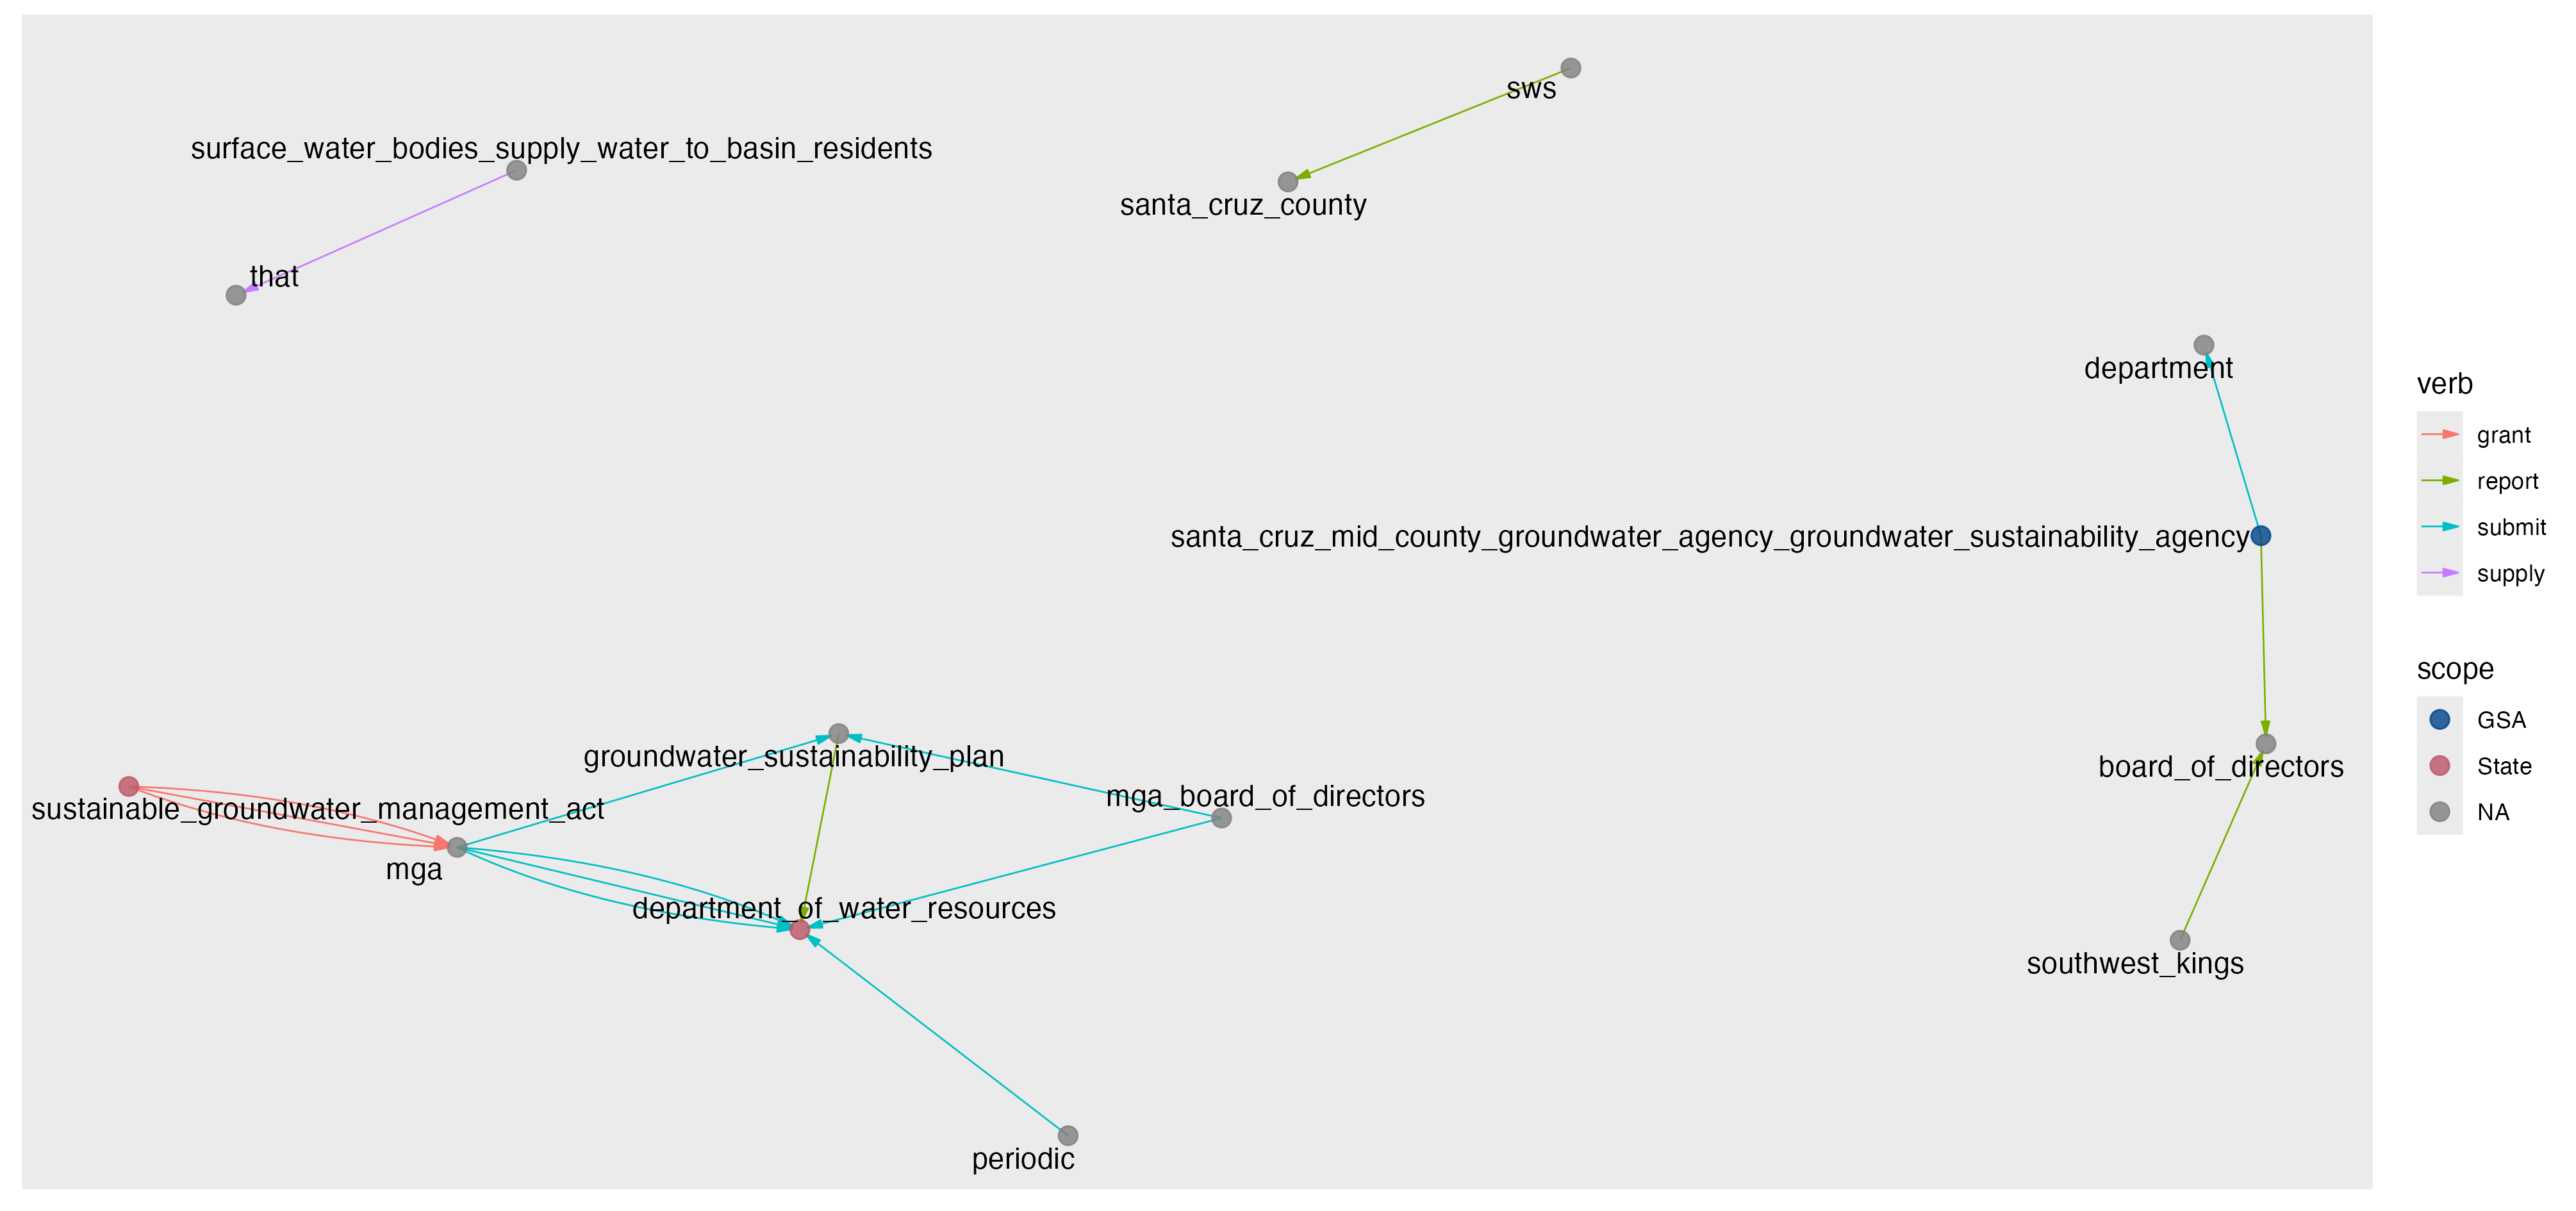 sws
surface_water_bodies_supply_water_to_basin_residents
santa_cruz_county
that
department
santa_cruz_mid_county_groundwater_agency_groundwater_sustainability_agency
groundwater_sustainability_plan
board_of_directors
mga_board_of_directors
sustainable_groundwater_management_act
mga
department_of_water_resources
southwest_kings
periodic
verb
grant
report
submit
supply
scope
GSA
State
NA